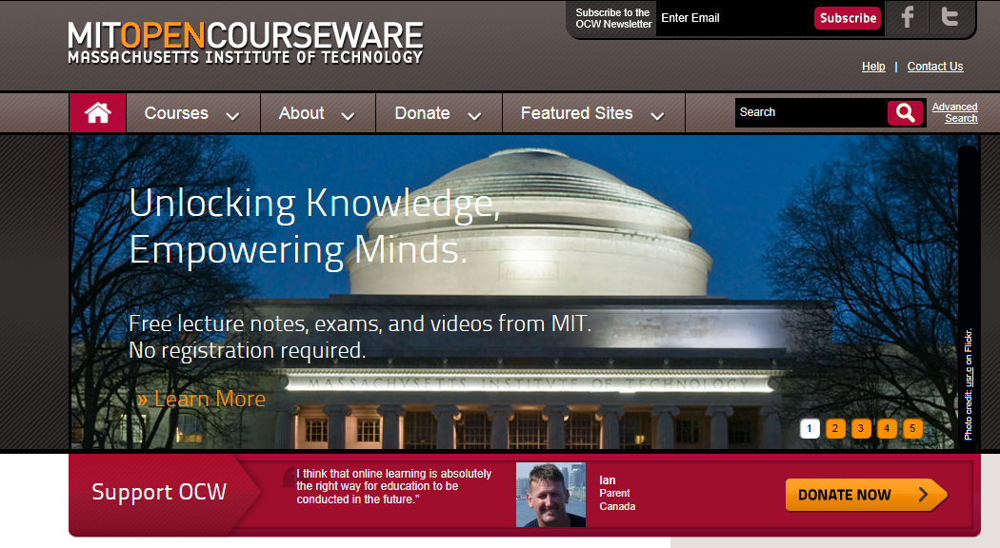 Subscribe to the
OCW Newsletter
Enter Email
Subscribe
MITOPENCOURSEWARE
MASSACHUSETTS INSTITUTE OF TECHNOLOGY
Help | Contact Us
Courses
About
Donate
Featured Sites
Search
Advanced
Search
Unlocking Knowledge,
Empowering Minds.
Free lecture notes, exams, and videos from MIT.
No registration required.
MASSACHVSETTS INSTITVTE OF TECHNOLOGY
» Learn More
1 2 3 4 5
Photo credit: usr.c on Flickr.
Support OCW
I think that online learning is absolutely
the right way for education to be
conducted in the future."
Ian
Parent
Canada
DONATE NOW